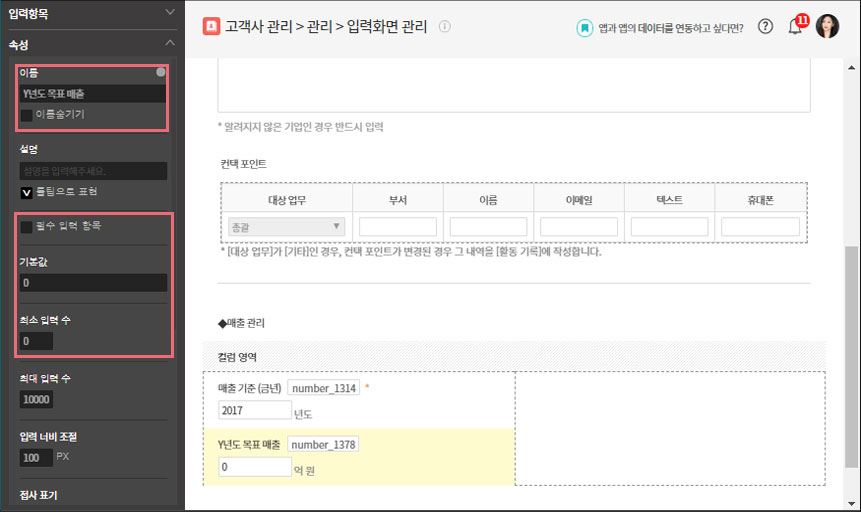 입력항목
속성
이름
Y년도 목표 매출
이름숨기기
설명
설명을 입력해주세요.
툴팁으로 표현
필수 입력 항목
기본값
0
최소 입력 수
0
최대 입력 수
10000
입력 너비 조절
100 PX
접사 표기
고객사 관리 > 관리 > 입력화면 관리
앱과 앱의 데이터를 연동하고 싶다면?
11
* 알려지지 않은 기업인 경우 반드시 입력
컨택 포인트
대상 업무 부서 이름 이메일 텍스트 휴대폰
총괄
* [대상 업무]가 [기타]인 경우, 컨택 포인트가 변경된 경우 그 내역을 [활동 기록]에 작성합니다.
◆매출 관리
컬럼 영역
매출 기준 (금년) number_1314 *
2017 년도
Y년도 목표 매출 number_1378
0 억 원